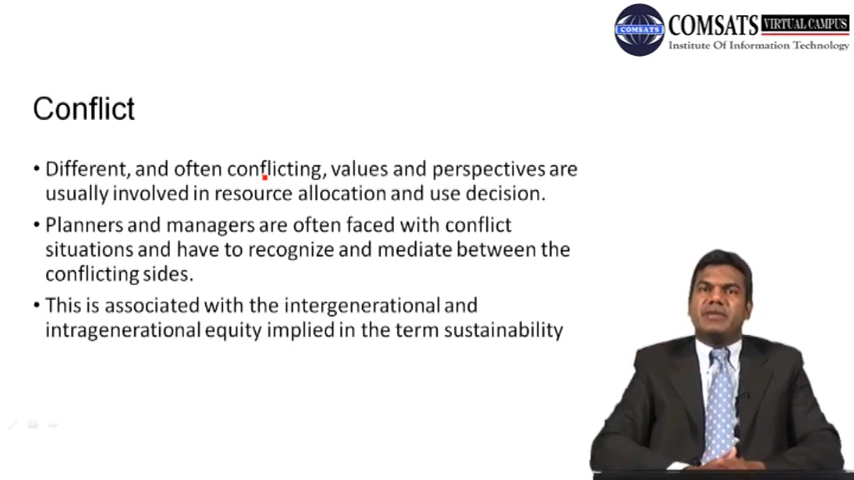 COMSATS VIRTUAL CAMPUS
COMSATS
Institute Of Information Technology
Conflict
• Different, and often conflicting, values and perspectives are
usually involved in resource allocation and use decision.
• Planners and managers are often faced with conflict
situations and have to recognize and mediate between the
conflicting sides.
• This is associated with the intergenerational and
intragenerational equity implied in the term sustainability